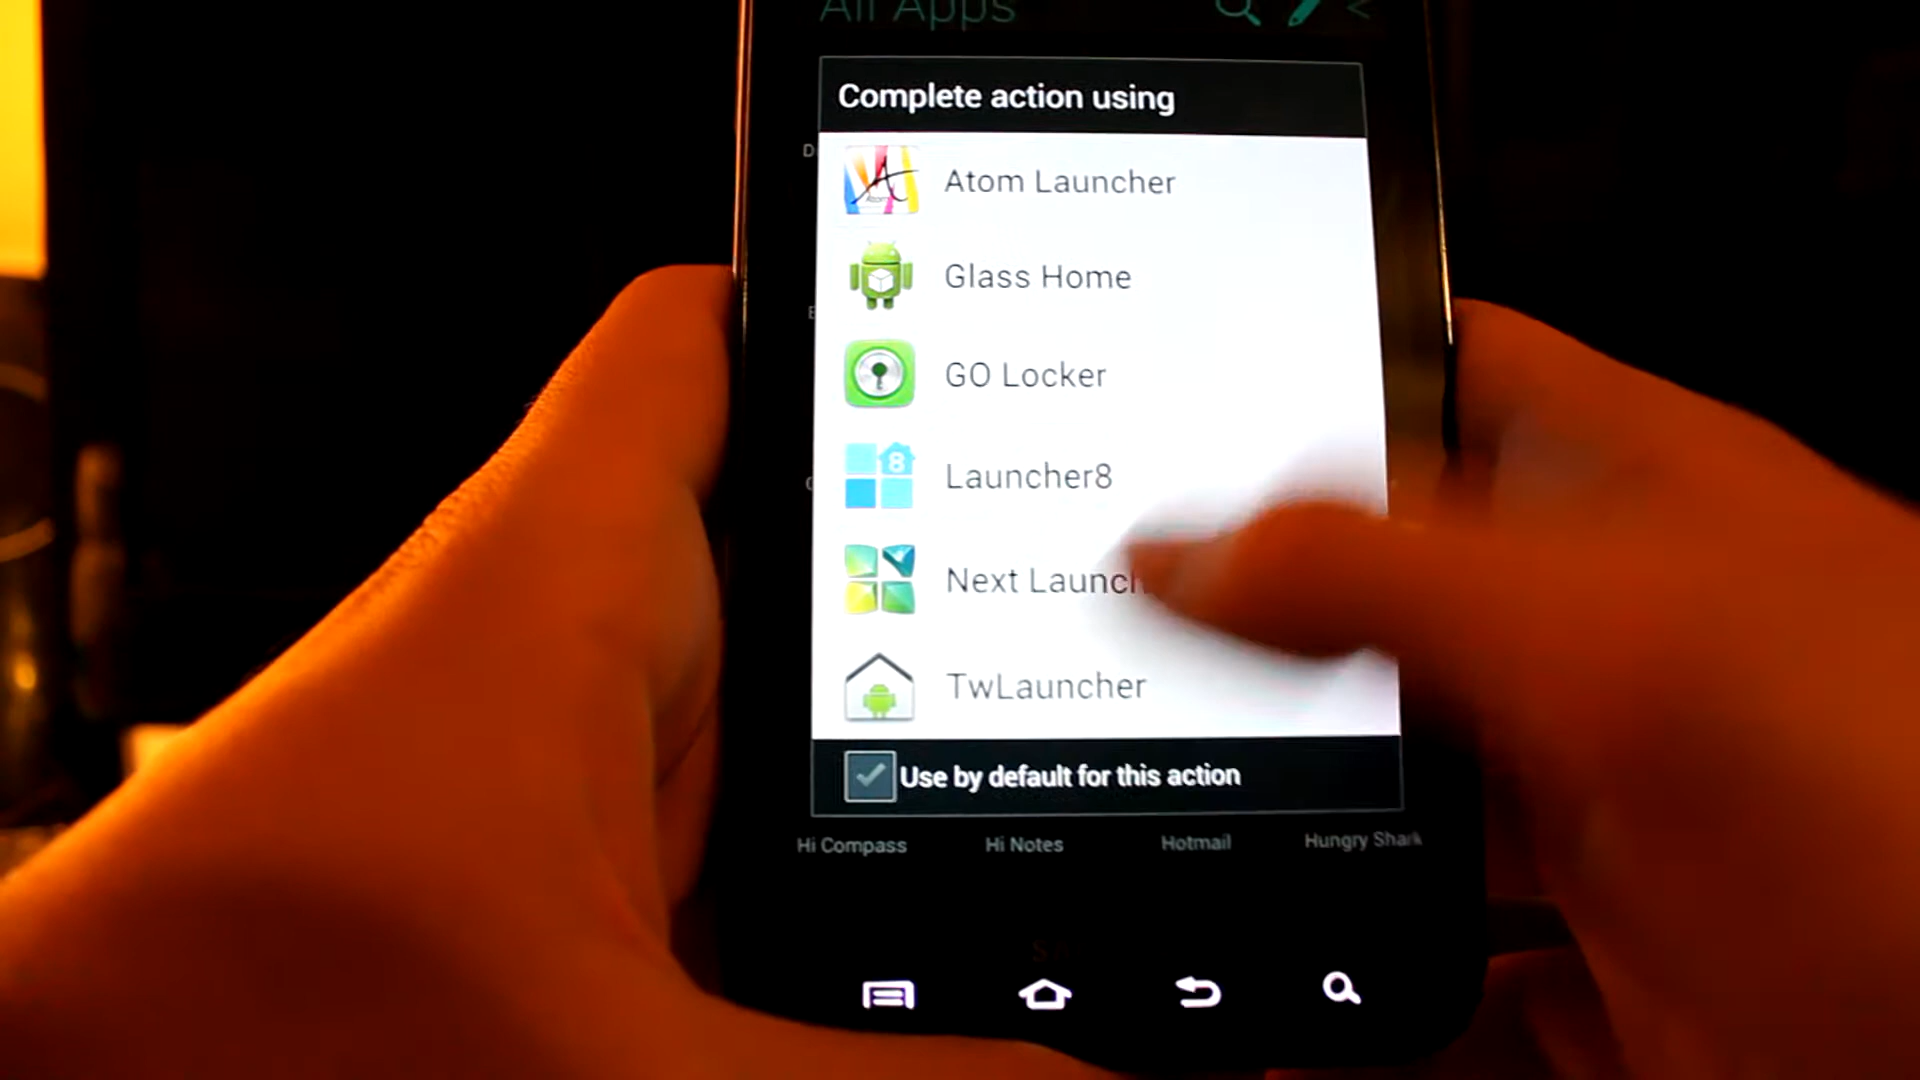 All Apps
Complete action using
Atom Launcher
Glass Home
GO Locker
Launcher8
8
Next Launch
TwLauncher
Use by default for this action
Hi Compass
Hi Notes
Hotmail
Hungry Shark